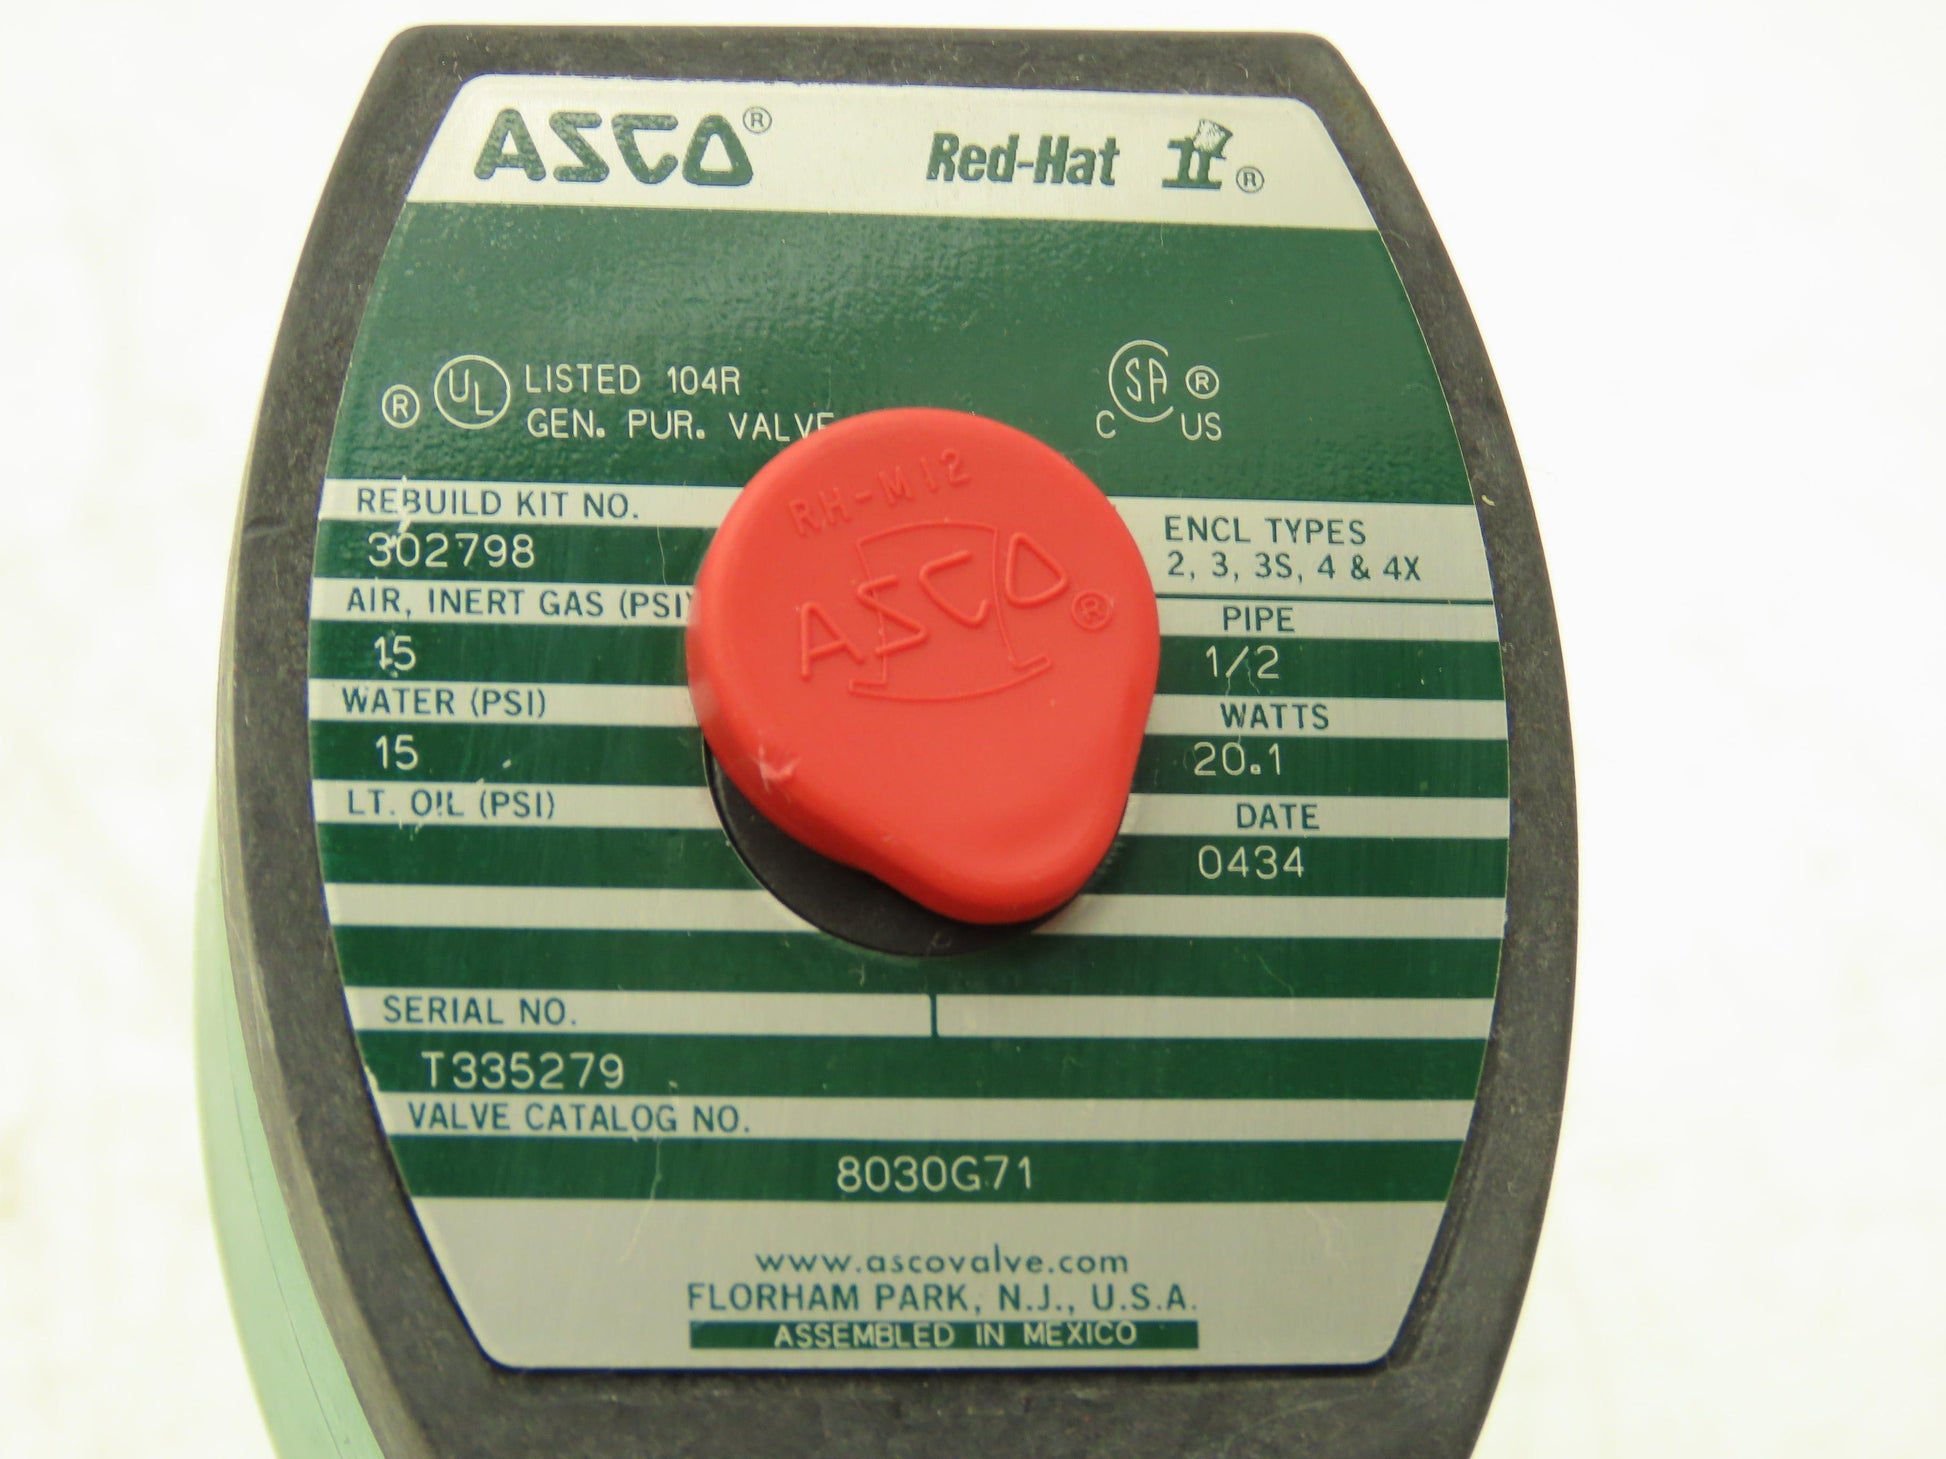 ASCO® Red-Hat II®
® UL LISTED 104R
GEN. PUR. VALVE
C SA ® US
RH-M12
ASCO®
REBUILD KIT NO.
302798
ENCL TYPES
2, 3, 3S, 4 & 4X
AIR, INERT GAS (PSI)
15
PIPE
1/2
WATER (PSI)
15
WATTS
20.1
LT. OIL (PSI)
DATE
0434
SERIAL NO.
T335279
VALVE CATALOG NO.
8030G71
www.ascovalve.com
FLORHAM PARK, N.J., U.S.A.
ASSEMBLED IN MEXICO